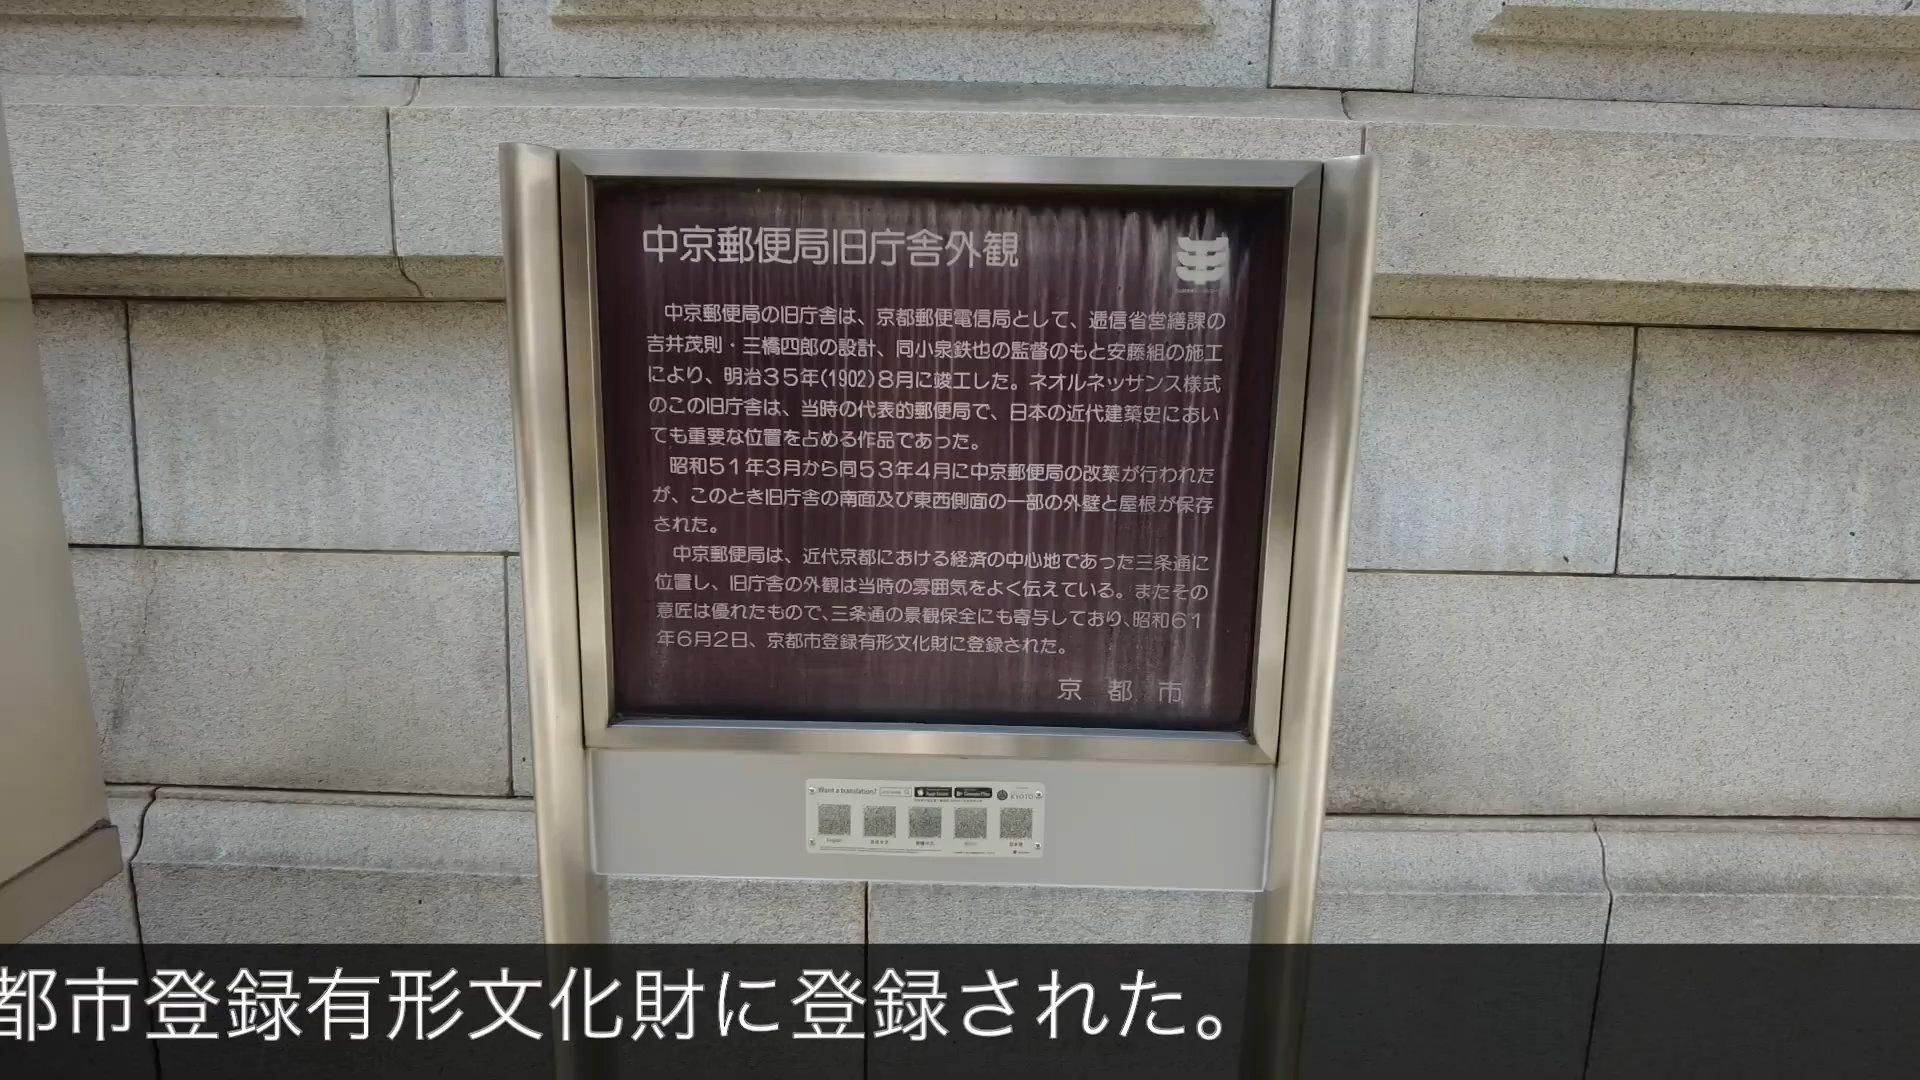 中京郵便局旧庁舎外観
中京郵便局の旧庁舎は、京都郵便電信局として、逓信省営繕課の
吉井茂則・三橋四郎の設計、同小泉鉄也の監督のもと安藤組の施工
により、明治35年(1902)8月に竣工した。ネオルネッサンス様式
のこの旧庁舎は、当時の代表的郵便局で、日本の近代建築史におい
ても重要な位置を占める作品であった。
昭和51年3月から同53年4月に中京郵便局の改築が行われた
が、このとき旧庁舎の南面及び東西側面の一部の外壁と屋根が保存
された。
中京郵便局は、近代京都における経済の中心地であった三条通に
位置し、旧庁舎の外観は当時の雰囲気をよく伝えている。またその
意匠は優れたもので、三条通の景観保全にも寄与しており、昭和61
年6月2日、京都市登録有形文化財に登録された。
京都市
Want a translation?
App Store
Google Play
KYOTO
English
日本語
都市登録有形文化財に登録された。